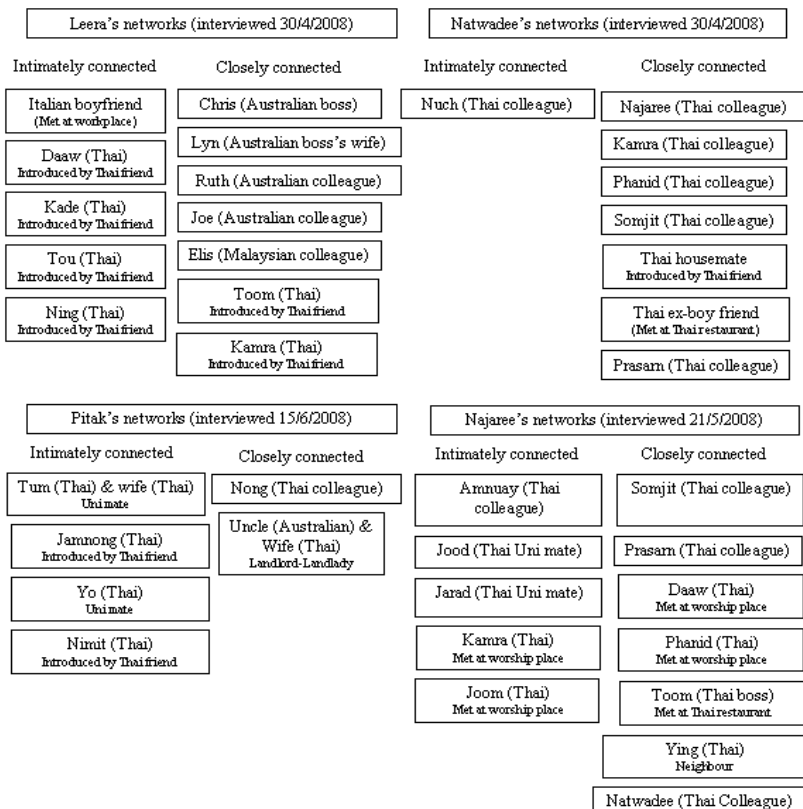 Leera's networks (interviewed 30/4/2008)
Intimately connected
Italian boyfriend
(Met at workplace)
Daaw (Thai)
Introduced by Thai friend
Kade (Thai)
Introduced by Thai friend
Tou (Thai)
Introduced by Thai friend
Ning (Thai)
Introduced by Thai friend
Closely connected
Chris (Australian boss)
Lyn (Australian boss's wife)
Ruth (Australian colleague)
Joe (Australian colleague)
Elis (Malaysian colleague)
Toom (Thai)
Introduced by Thai friend
Kamra (Thai)
Introduced by Thai friend
Natwadee's networks (interviewed 30/4/2008)
Intimately connected
Nuch (Thai colleague)
Closely connected
Najaree (Thai colleague)
Kamra (Thai colleague)
Phanid (Thai colleague)
Somjit (Thai colleague)
Thai housemate
Introduced by Thai friend
Thai ex-boy friend
(Met at Thai restaurant)
Prasarn (Thai colleague)
Pitak's networks (interviewed 15/6/2008)
Intimately connected
Tum (Thai) & wife (Thai)
Uni mate
Jamnong (Thai)
Introduced by Thai friend
Yo (Thai)
Uni mate
Nimit (Thai)
Introduced by Thai friend
Closely connected
Nong (Thai colleague)
Uncle (Australian) &
Wife (Thai)
Landlord-Landlady
Najaree's networks (interviewed 21/5/2008)
Intimately connected
Amnuay (Thai
colleague)
Jood (Thai Uni mate)
Jarad (Thai Uni mate)
Kamra (Thai)
Met at worship place
Joom (Thai)
Met at worship place
Closely connected
Somjit (Thai colleague)
Prasarn (Thai colleague)
Daaw (Thai)
Met at worship place
Phanid (Thai)
Met at worship place
Toom (Thai boss)
Met at Thai restaurant
Ying (Thai)
Neighbour
Natwadee (Thai Colleague)